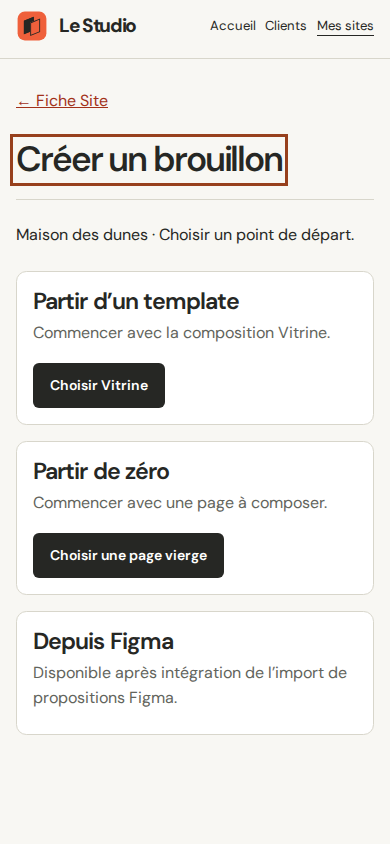 Le Studio
Accueil Clients Mes sites
← Fiche Site
Créer un brouillon
Maison des dunes · Choisir un point de départ.
Partir d’un template
Commencer avec la composition Vitrine.
Choisir Vitrine
Partir de zéro
Commencer avec une page à composer.
Choisir une page vierge
Depuis Figma
Disponible après intégration de l’import de
propositions Figma.